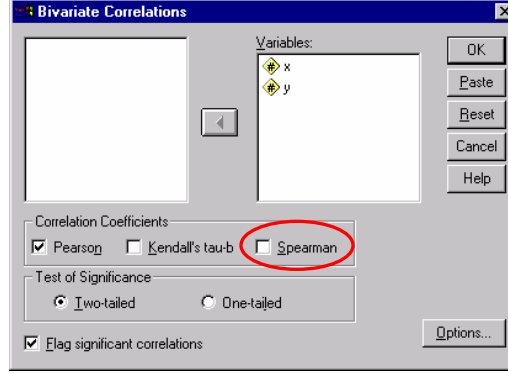 Bivariate Correlations
Variables:
x
y
OK
Paste
Reset
Cancel
Help
Correlation Coefficients
Pearson Kendall's tau-b Spearman
Test of Significance
Two-tailed One-tailed
Flag significant correlations
Options...